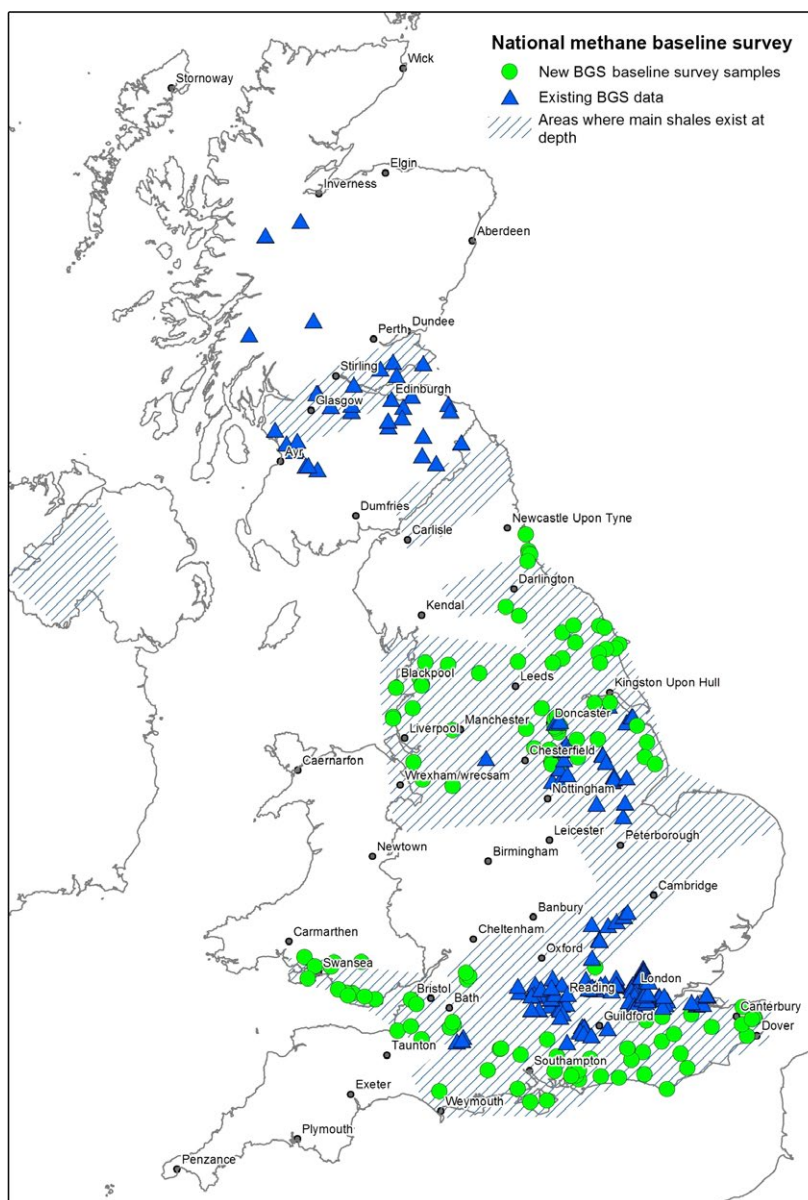 National methane baseline survey
New BGS baseline survey samples
Existing BGS data
Areas where main shales exist at
depth
Wick
Stornoway
Elgin
Inverness
Aberdeen
Dundee
Perth
Stirling
Edinburgh
Glasgow
Ayr
Dumfries
Newcastle Upon Tyne
Carlisle
Darlington
Kendal
Blackpool
Leeds
Kingston Upon Hull
Doncaster
Manchester
Liverpool
Chesterfield
Caernarfon
Wrexham/wrecsam
Nottingham
Leicester
Peterborough
Newtown
Birmingham
Cambridge
Banbury
Carmarthen
Cheltenham
Oxford
Swansea
London
Reading
Bristol
Bath
Canterbury
Guildford
Dover
Taunton
Southampton
Exeter
Weymouth
Plymouth
Penzance